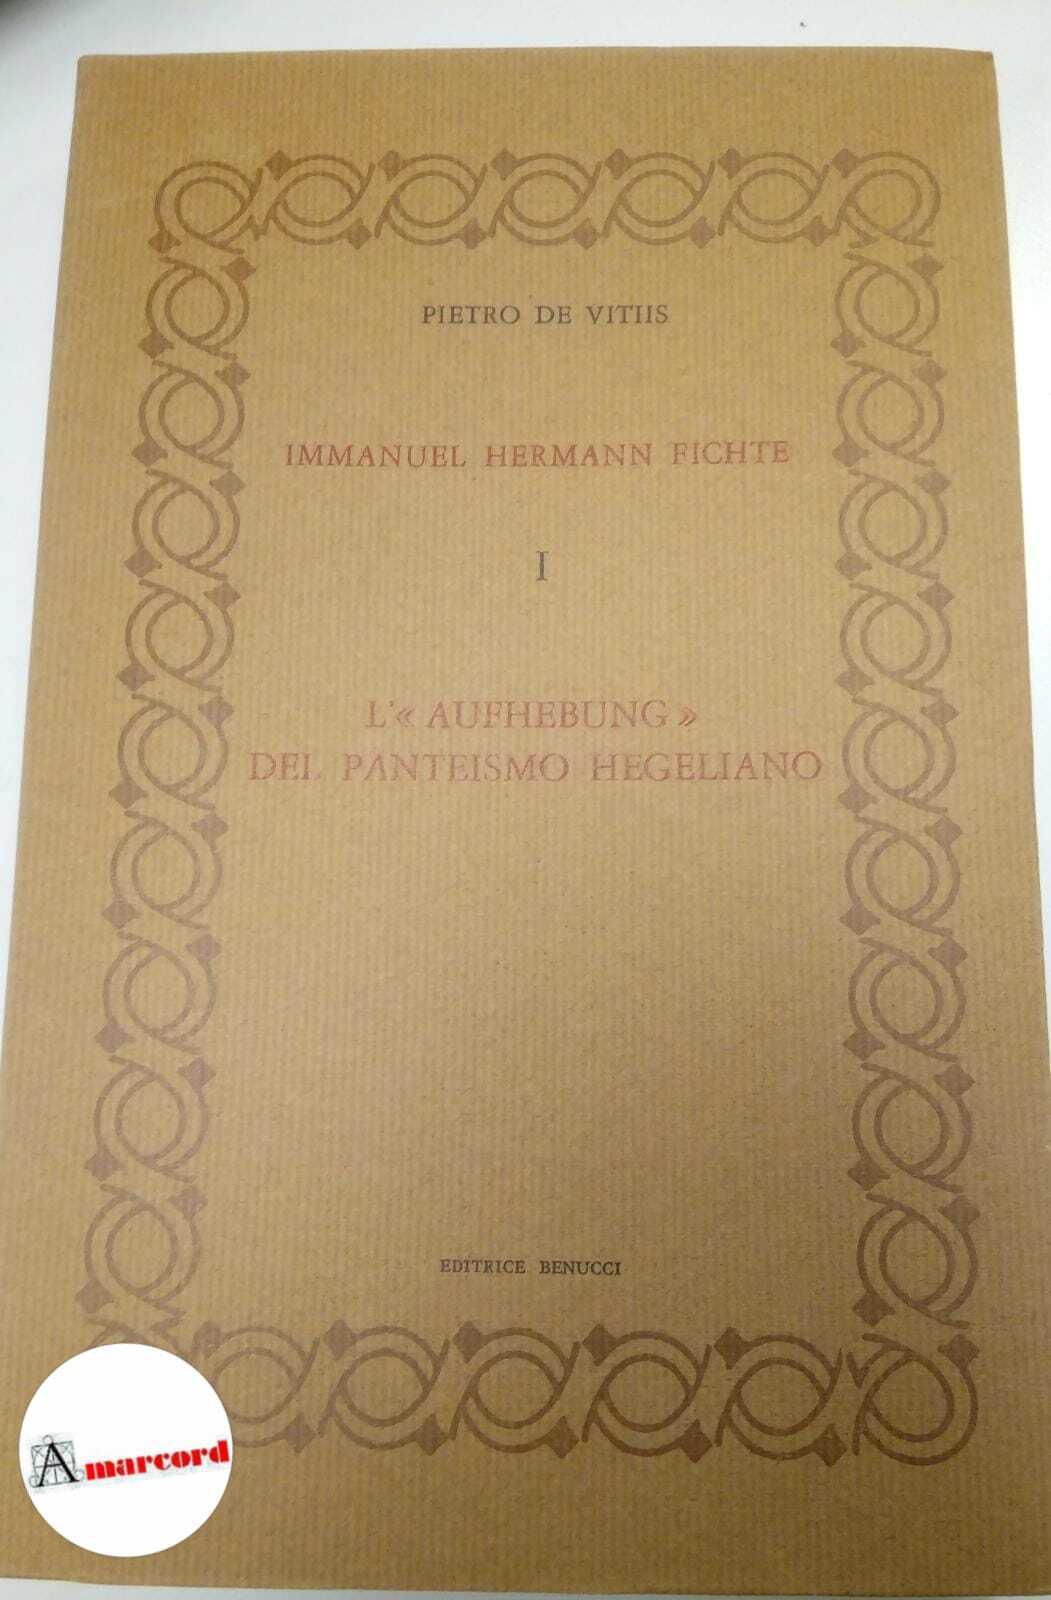 PIETRO DE VITIIS
IMMANUEL HERMANN FICHTE
I
L'« AUFHEBUNG »
DEL PANTEISMO HEGELIANO
EDITRICE BENUCCI
Amarcord